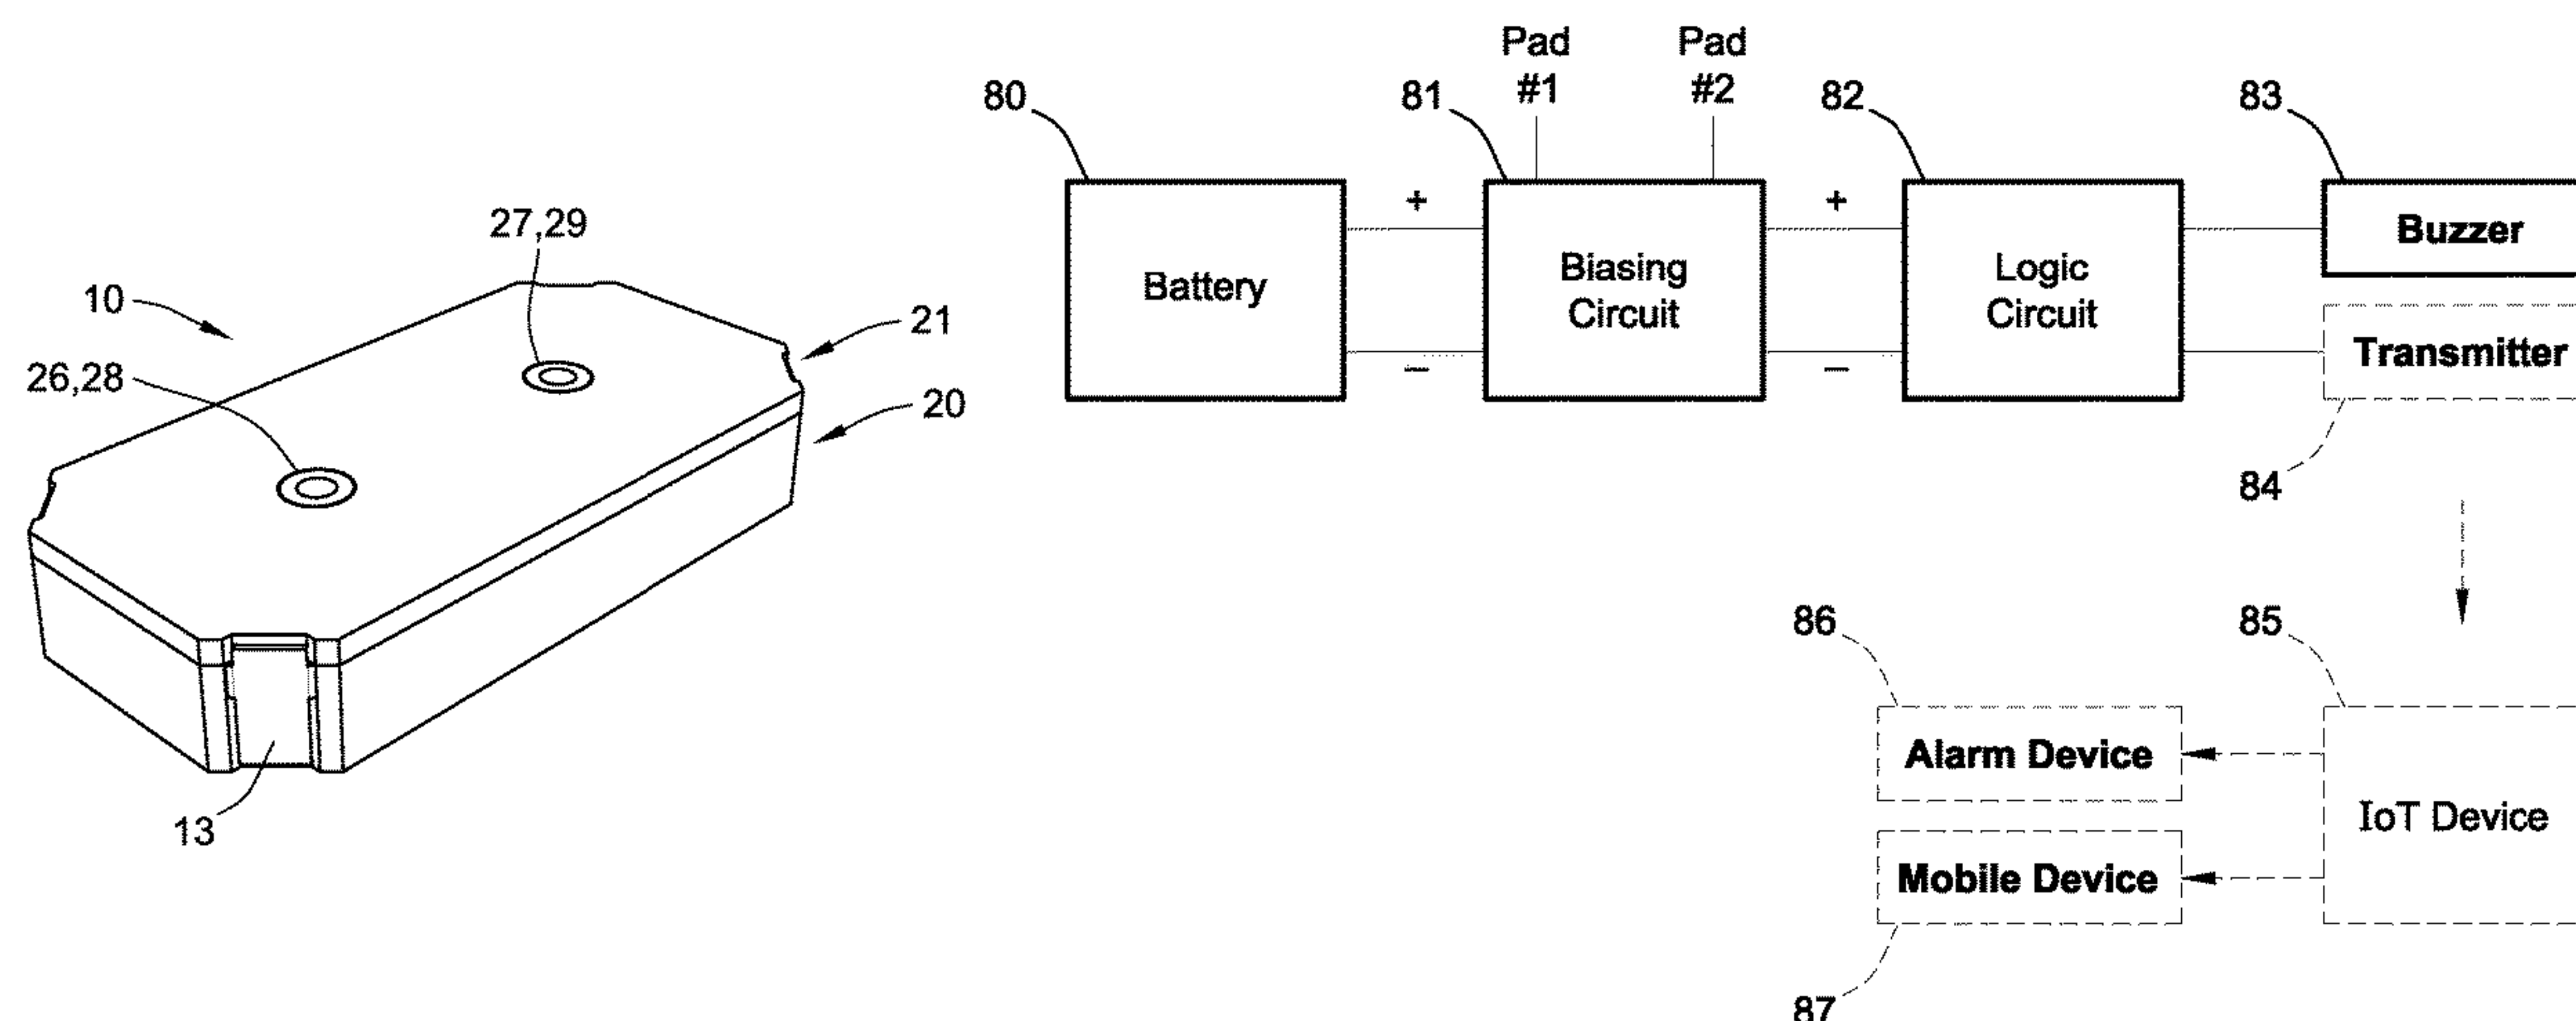 27,29
10
21
26,28
20
13
Pad
#1
Pad
#2
80
81
82
83
+
+
Battery
Biasing
Circuit
Logic
Circuit
Buzzer
Transmitter
−
−
84
86
85
Alarm Device
IoT Device
Mobile Device
87